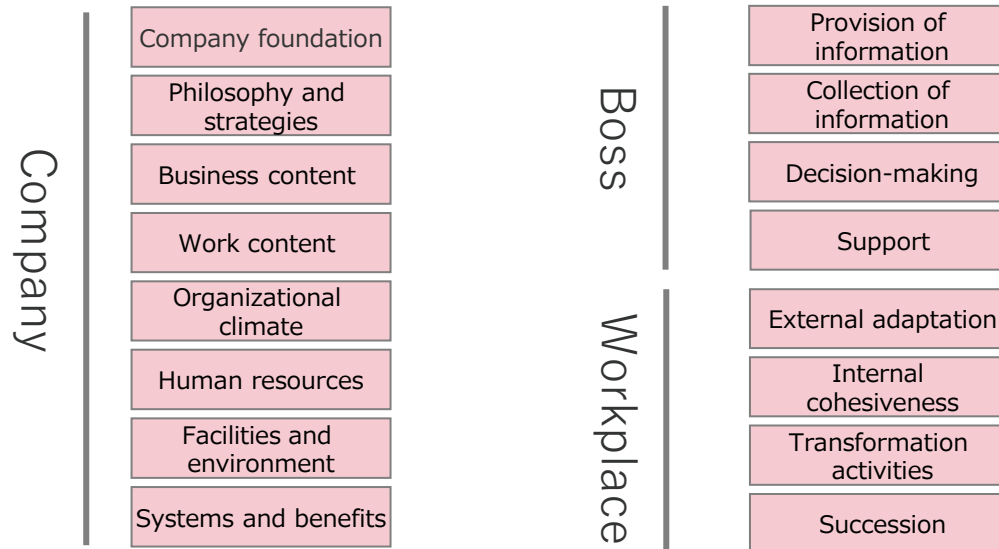 Company
Company foundation
Philosophy and
strategies
Business content
Work content
Organizational
climate
Human resources
Facilities and
environment
Systems and benefits
Boss
Provision of
information
Collection of
information
Decision-making
Support
Workplace
External adaptation
Internal
cohesiveness
Transformation
activities
Succession